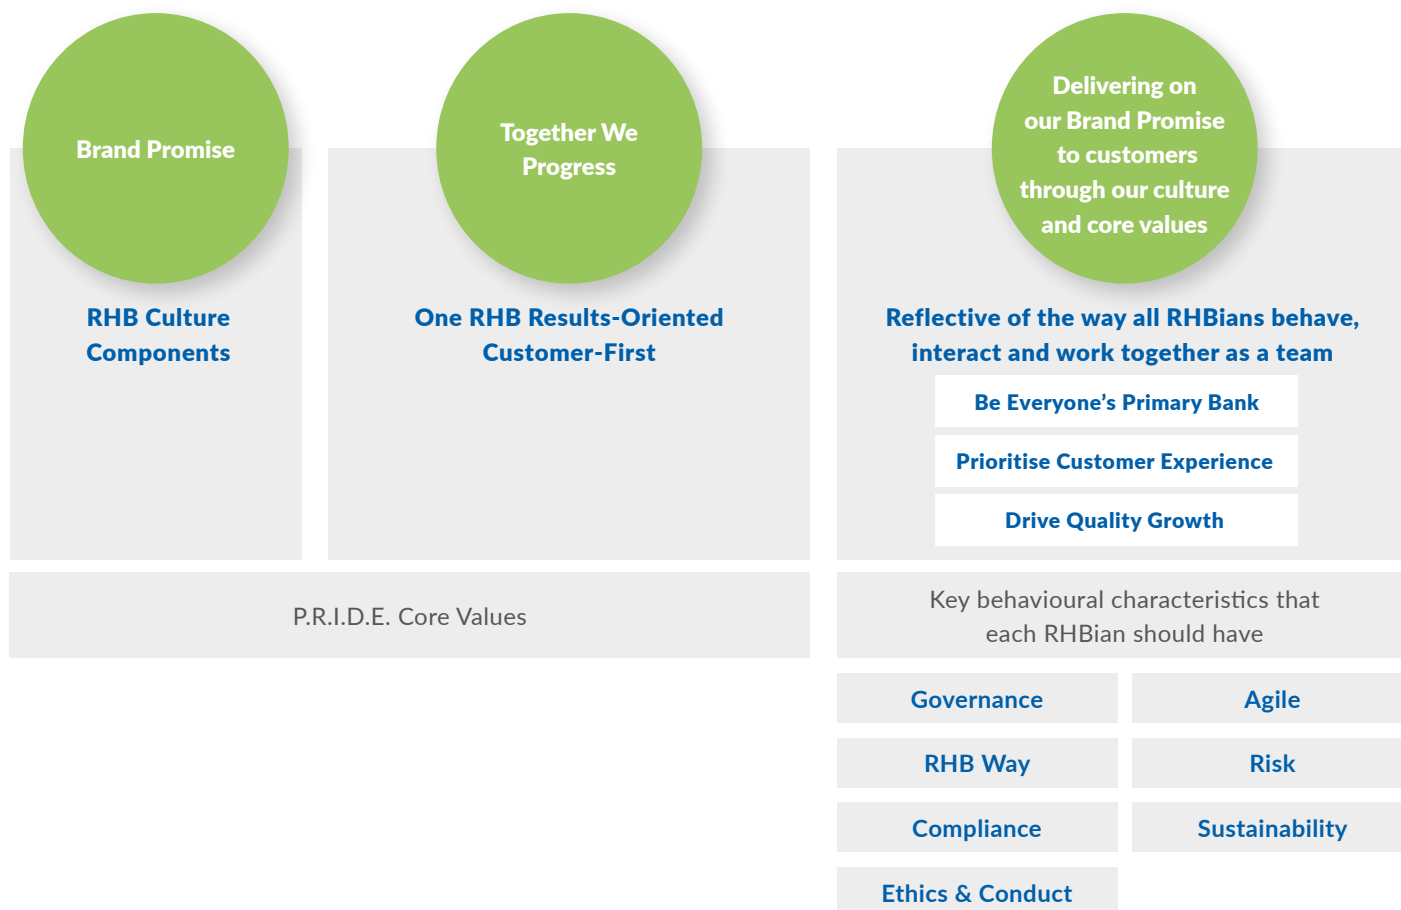 Brand Promise
Together We
Progress
Delivering on
our Brand Promise
to customers
through our culture
and core values
RHB Culture
Components
One RHB Results-Oriented
Customer-First
Reflective of the way all RHBians behave,
interact and work together as a team
Be Everyone's Primary Bank
Prioritise Customer Experience
Drive Quality Growth
P.R.I.D.E. Core Values
Key behavioural characteristics that
each RHBian should have
Governance
Agile
RHB Way
Risk
Compliance
Sustainability
Ethics & Conduct